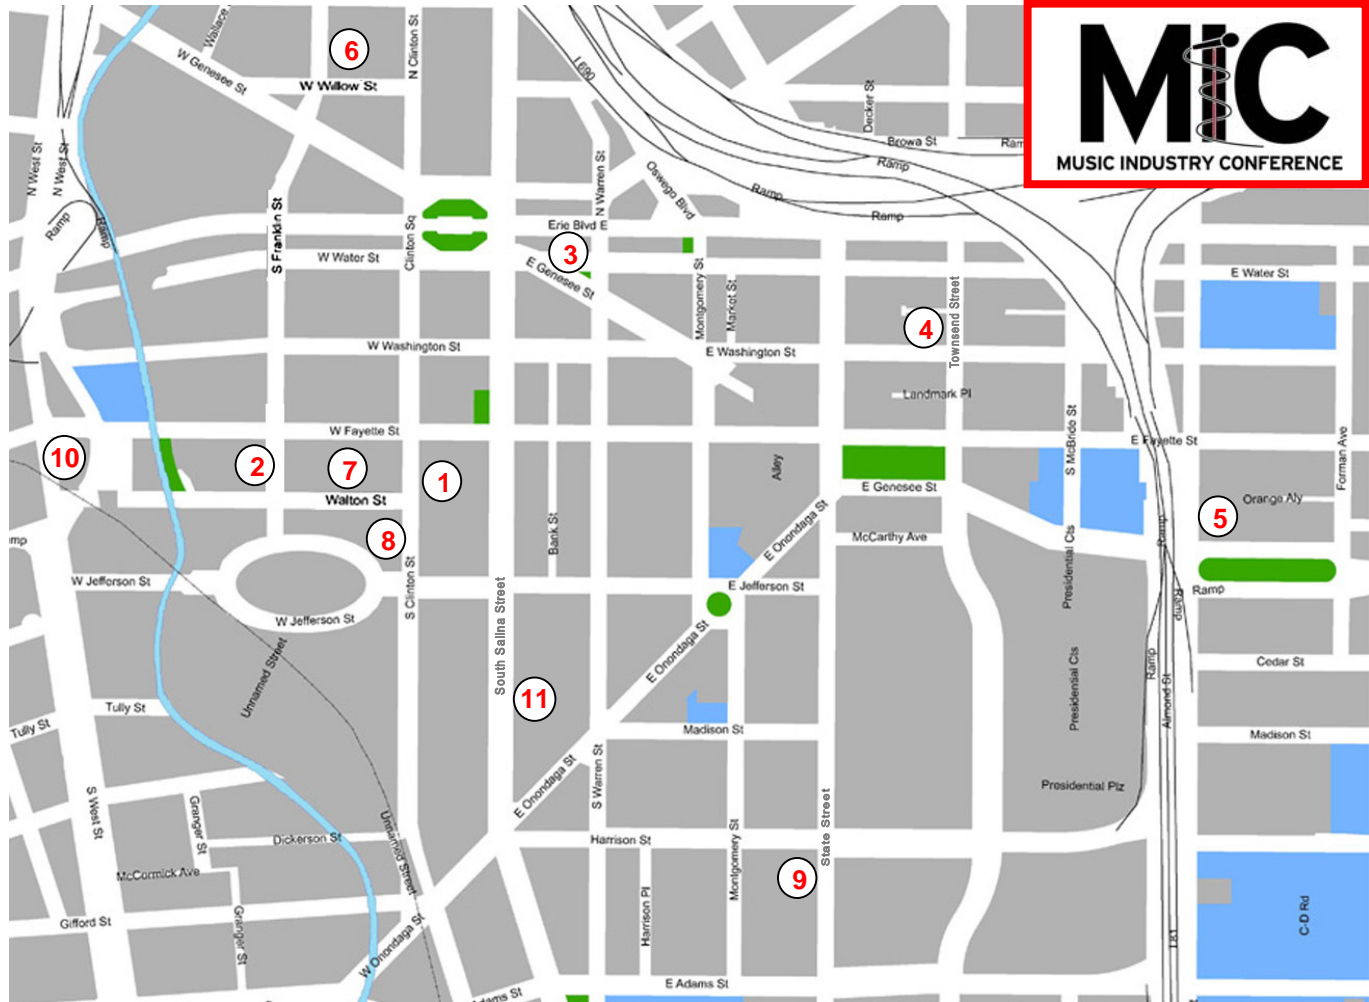 MIC
MUSIC INDUSTRY CONFERENCE
Wallace
W Genesee St
6
N Clinton St
W Willow St
I 690
Decker St
Browa St
Ram
Ramp
Ramp
Ramp
N West St
N West St
Ramp
Ramp
Oswego Blvd
N Warren St
Erie Blvd E
S Franklin St
W Water St
Clinton Sq
3
E Genesee St
Montgomery St
Market St
E Water St
4
Townsend Street
W Washington St
E Washington St
Landmark Pl
W Fayette St
S McBride St
E Fayette St
Forman Ave
10
2
7
1
Alley
E Genesee St
Walton St
Orange Aly
5
8
Bank St
E Onondaga St
McCarthy Ave
Presidential Cts
Ramp
mp
W Jefferson St
S Clinton St
E Jefferson St
Ramp
Ramp
W Jefferson St
South Salina Street
E Onondaga St
Unnamed Street
Presidential Cts
Ramp
Cedar St
11
Tully St
Tully St
Madison St
Almond St
Madison St
E Onondaga St
S Warren St
Presidential Plz
S West St
Granger St
Dickerson St
Unnamed Street
Harrison St
State Street
McCormick Ave
Montgomery St
9
Gifford St
Granger St
W Onondaga St
Harrison Pl
I 81
C-D Rd
Adams St
E Adams St